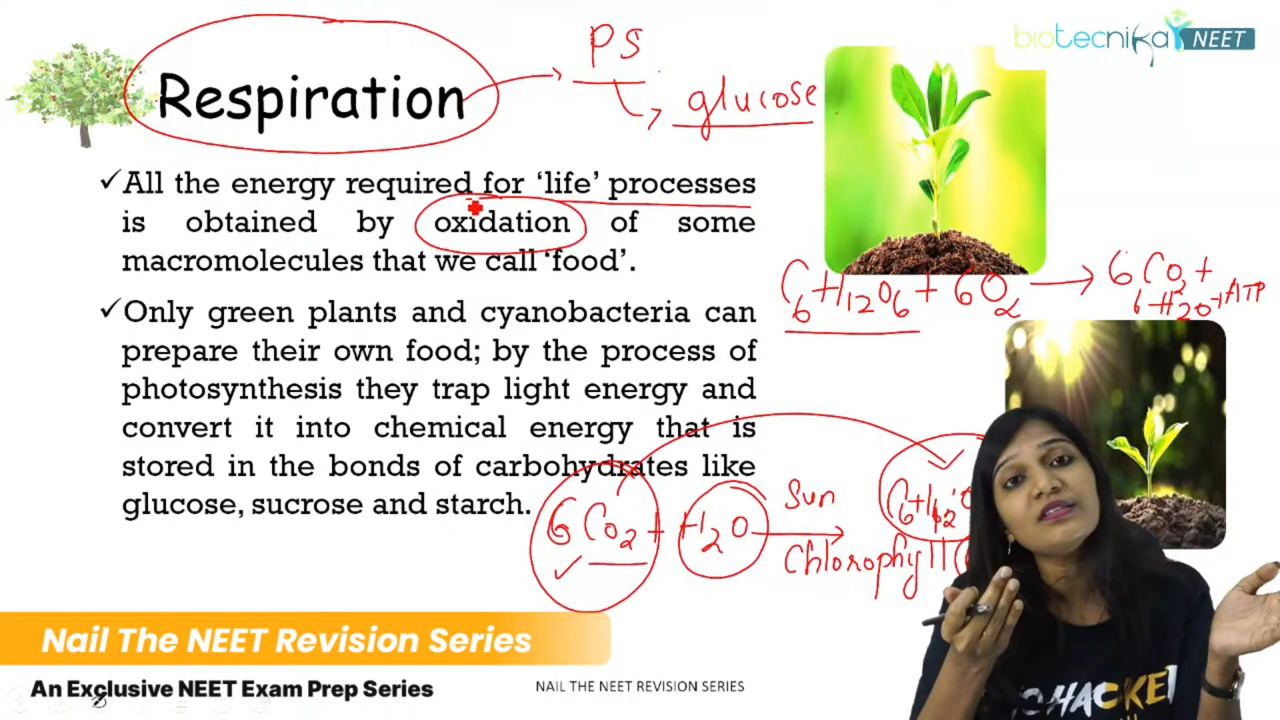 biotecnika NEET
PS
Respiration
glucose
✓All the energy required for ‘life’ processes
is obtained by oxidation of some
macromolecules that we call ‘food’.
C6H12O6 + 6O2 → 6CO2 +
6H2O + ATP
✓Only green plants and cyanobacteria can
prepare their own food; by the process of
photosynthesis they trap light energy and
convert it into chemical energy that is
stored in the bonds of carbohydrates like
glucose, sucrose and starch.
6CO2 + H2O → Sun
Chlorophyll
Nail The NEET Revision Series
An Exclusive NEET Exam Prep Series
NAIL THE NEET REVISION SERIES